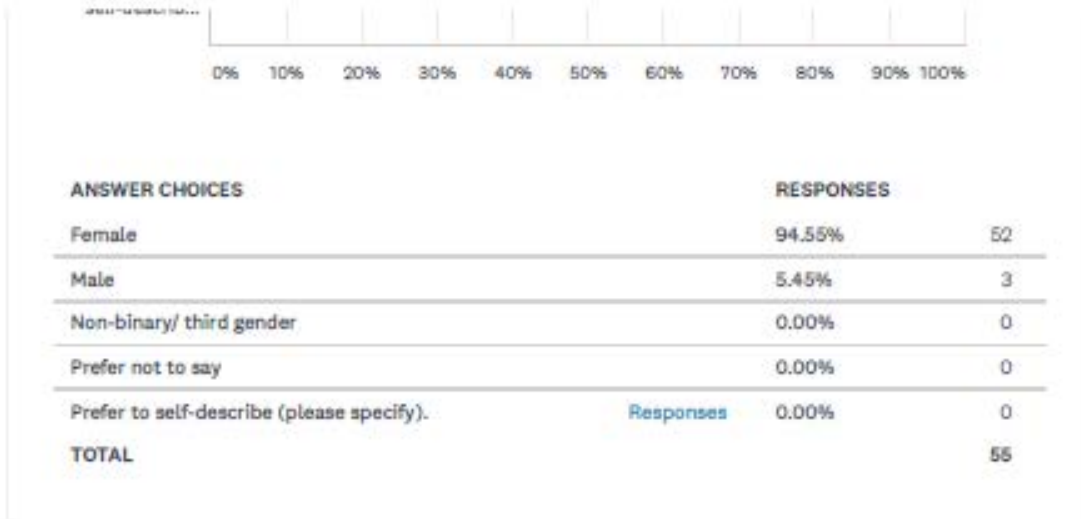 self-describ...
0% 10% 20% 30% 40% 50% 60% 70% 80% 90% 100%
ANSWER CHOICES RESPONSES
Female 94.55% 52
Male 5.45% 3
Non-binary/ third gender 0.00% 0
Prefer not to say 0.00% 0
Prefer to self-describe (please specify). Responses 0.00% 0
TOTAL 55